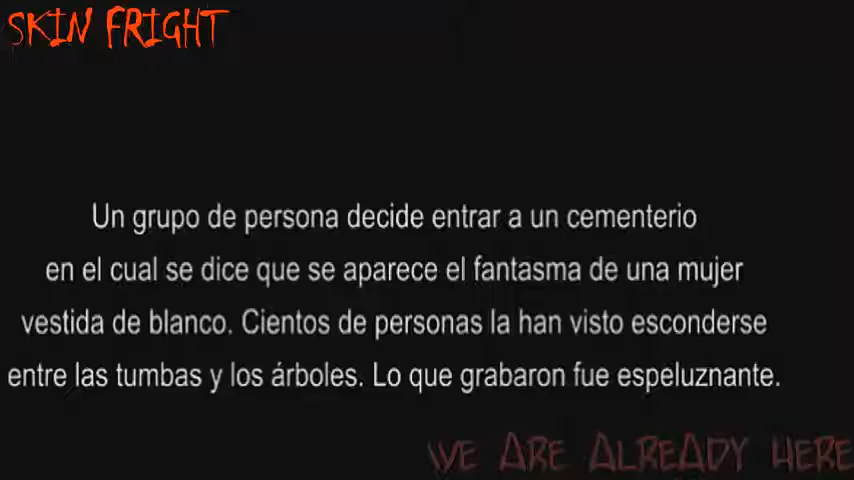 SKIN FRIGHT
Un grupo de persona decide entrar a un cementerio
en el cual se dice que se aparece el fantasma de una mujer
vestida de blanco. Cientos de personas la han visto esconderse
entre las tumbas y los árboles. Lo que grabaron fue espeluznante.
WE ARE ALREADY HERE